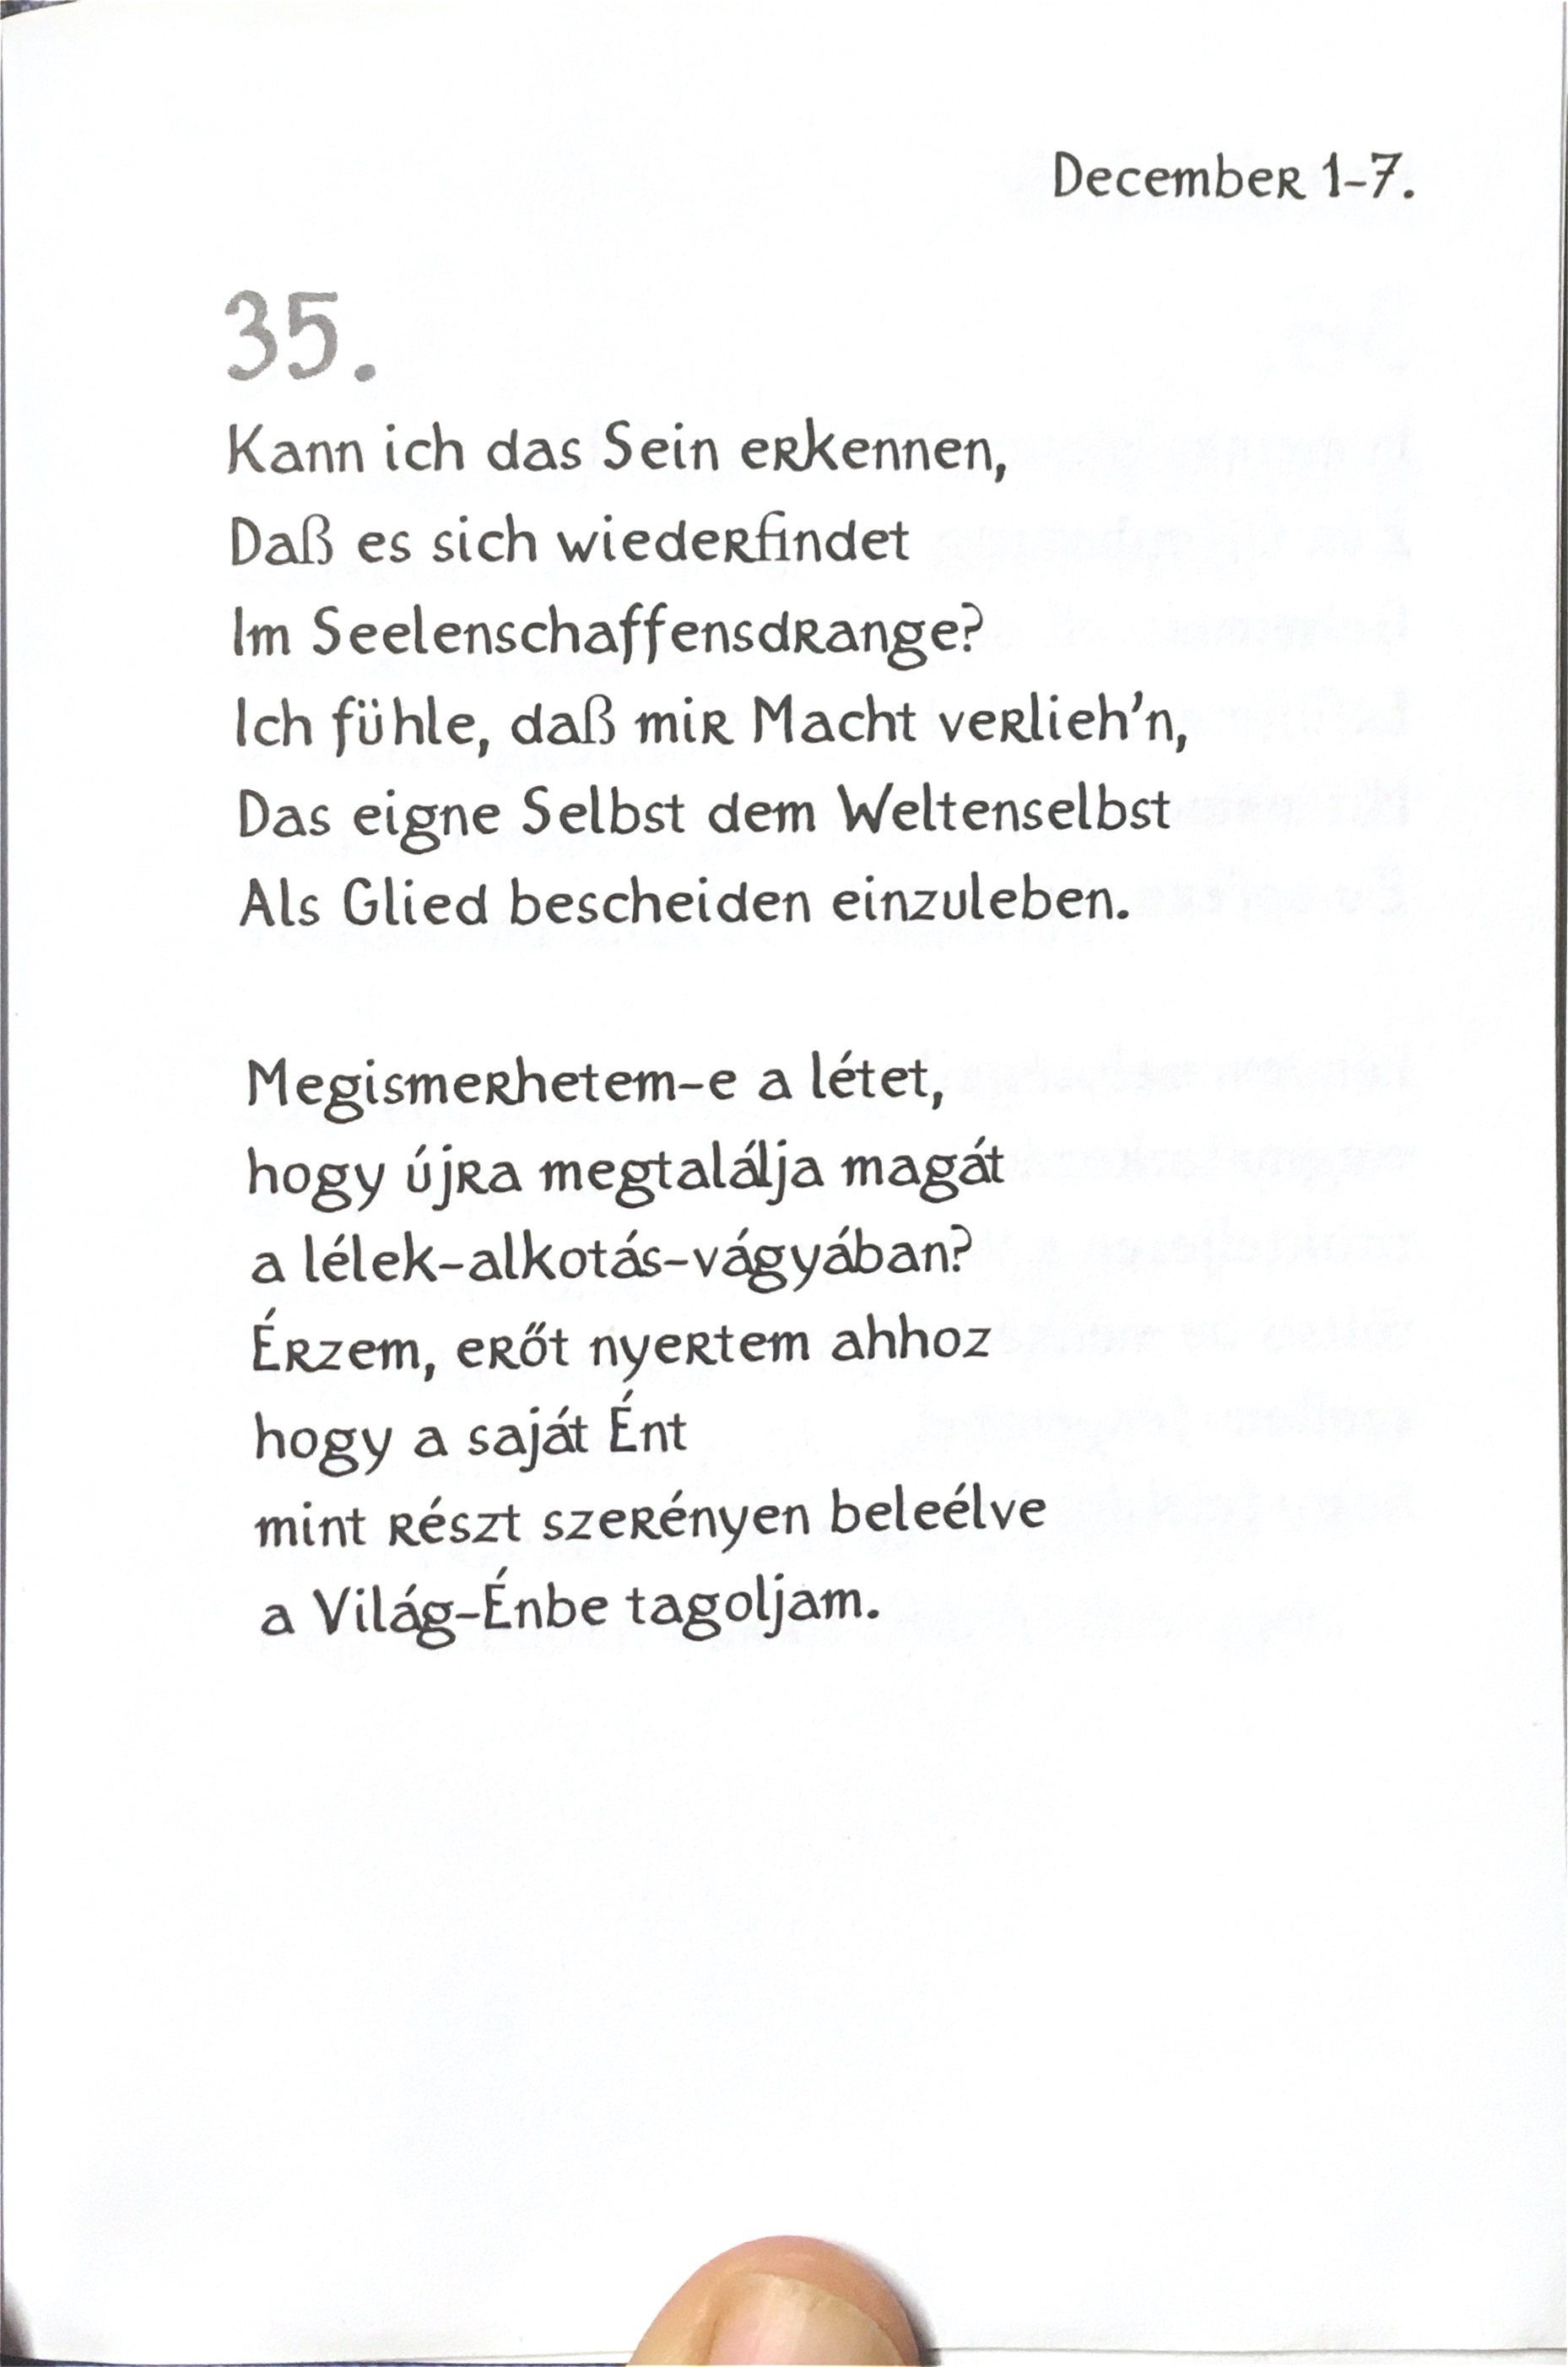 December 1-7.
35.
Kann ich das Sein erkennen,
Daß es sich wiederfindet
Im Seelenschaffensdrange?
Ich fühle, daß mir Macht verlieh'n,
Das eigne Selbst dem Weltenselbst
Als Glied bescheiden einzuleben.
Megismerhetem-e a létet,
hogy újra megtalálja magát
a lélek-alkotás-vágyában?
Érzem, erőt nyertem ahhoz
hogy a saját Ént
mint részt szerényen beleélve
a Világ-Énbe tagoljam.